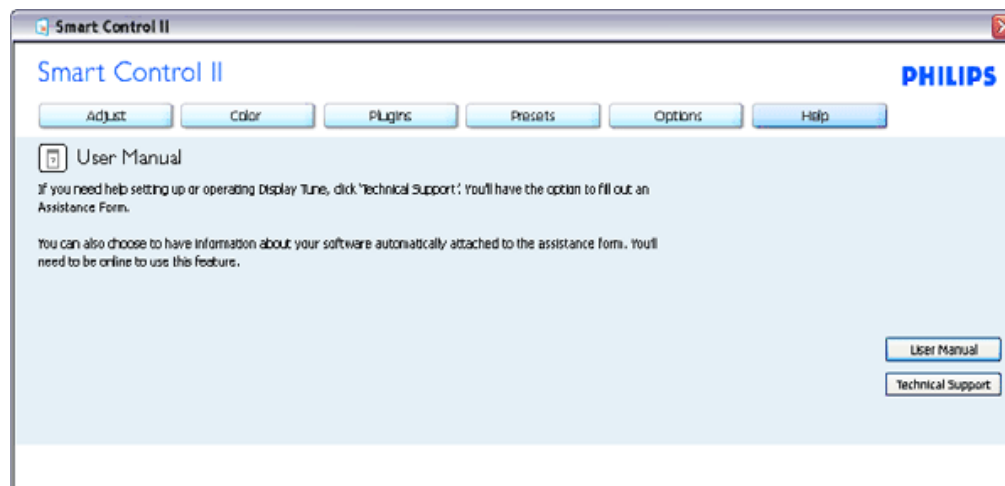 Smart Control II
Smart Control II
PHILIPS
Adjust Color Plugins Presets Options Help
User Manual
If you need help setting up or operating Display Tune, click 'Technical Support'. You'll have the option to fill out an
Assistance Form.
You can also choose to have information about your software automatically attached to the assistance form. You'll
need to be online to use this feature.
User Manual
Technical Support